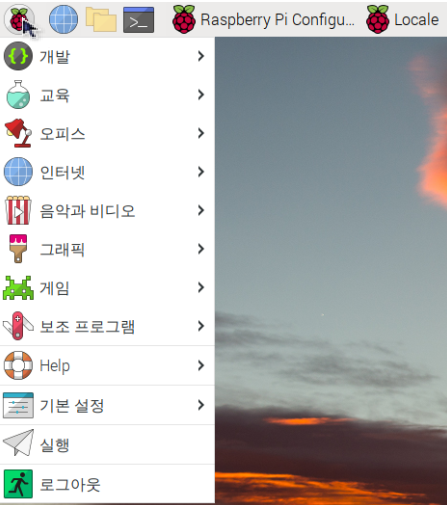 Raspberry Pi Configu... Locale
개발
교육
오피스
인터넷
음악과 비디오
그래픽
게임
보조 프로그램
Help
기본 설정
실행
로그아웃